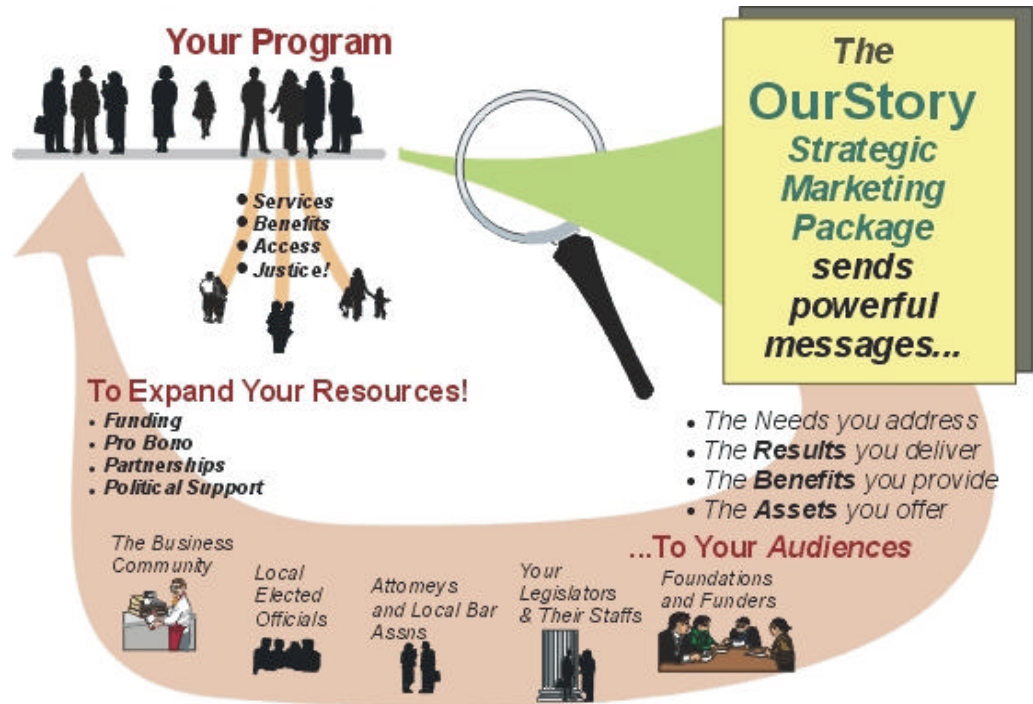 Your Program
• Services
• Benefits
• Access
• Justice!
The
OurStory
Strategic
Marketing
Package
sends
powerful
messages...
• The Needs you address
• The Results you deliver
• The Benefits you provide
• The Assets you offer
...To Your Audiences
Foundations
and Funders
Your
Legislators
& Their Staffs
Attorneys
and Local Bar
Assns
Local
Elected
Officials
The Business
Community
To Expand Your Resources!
• Funding
• Pro Bono
• Partnerships
• Political Support